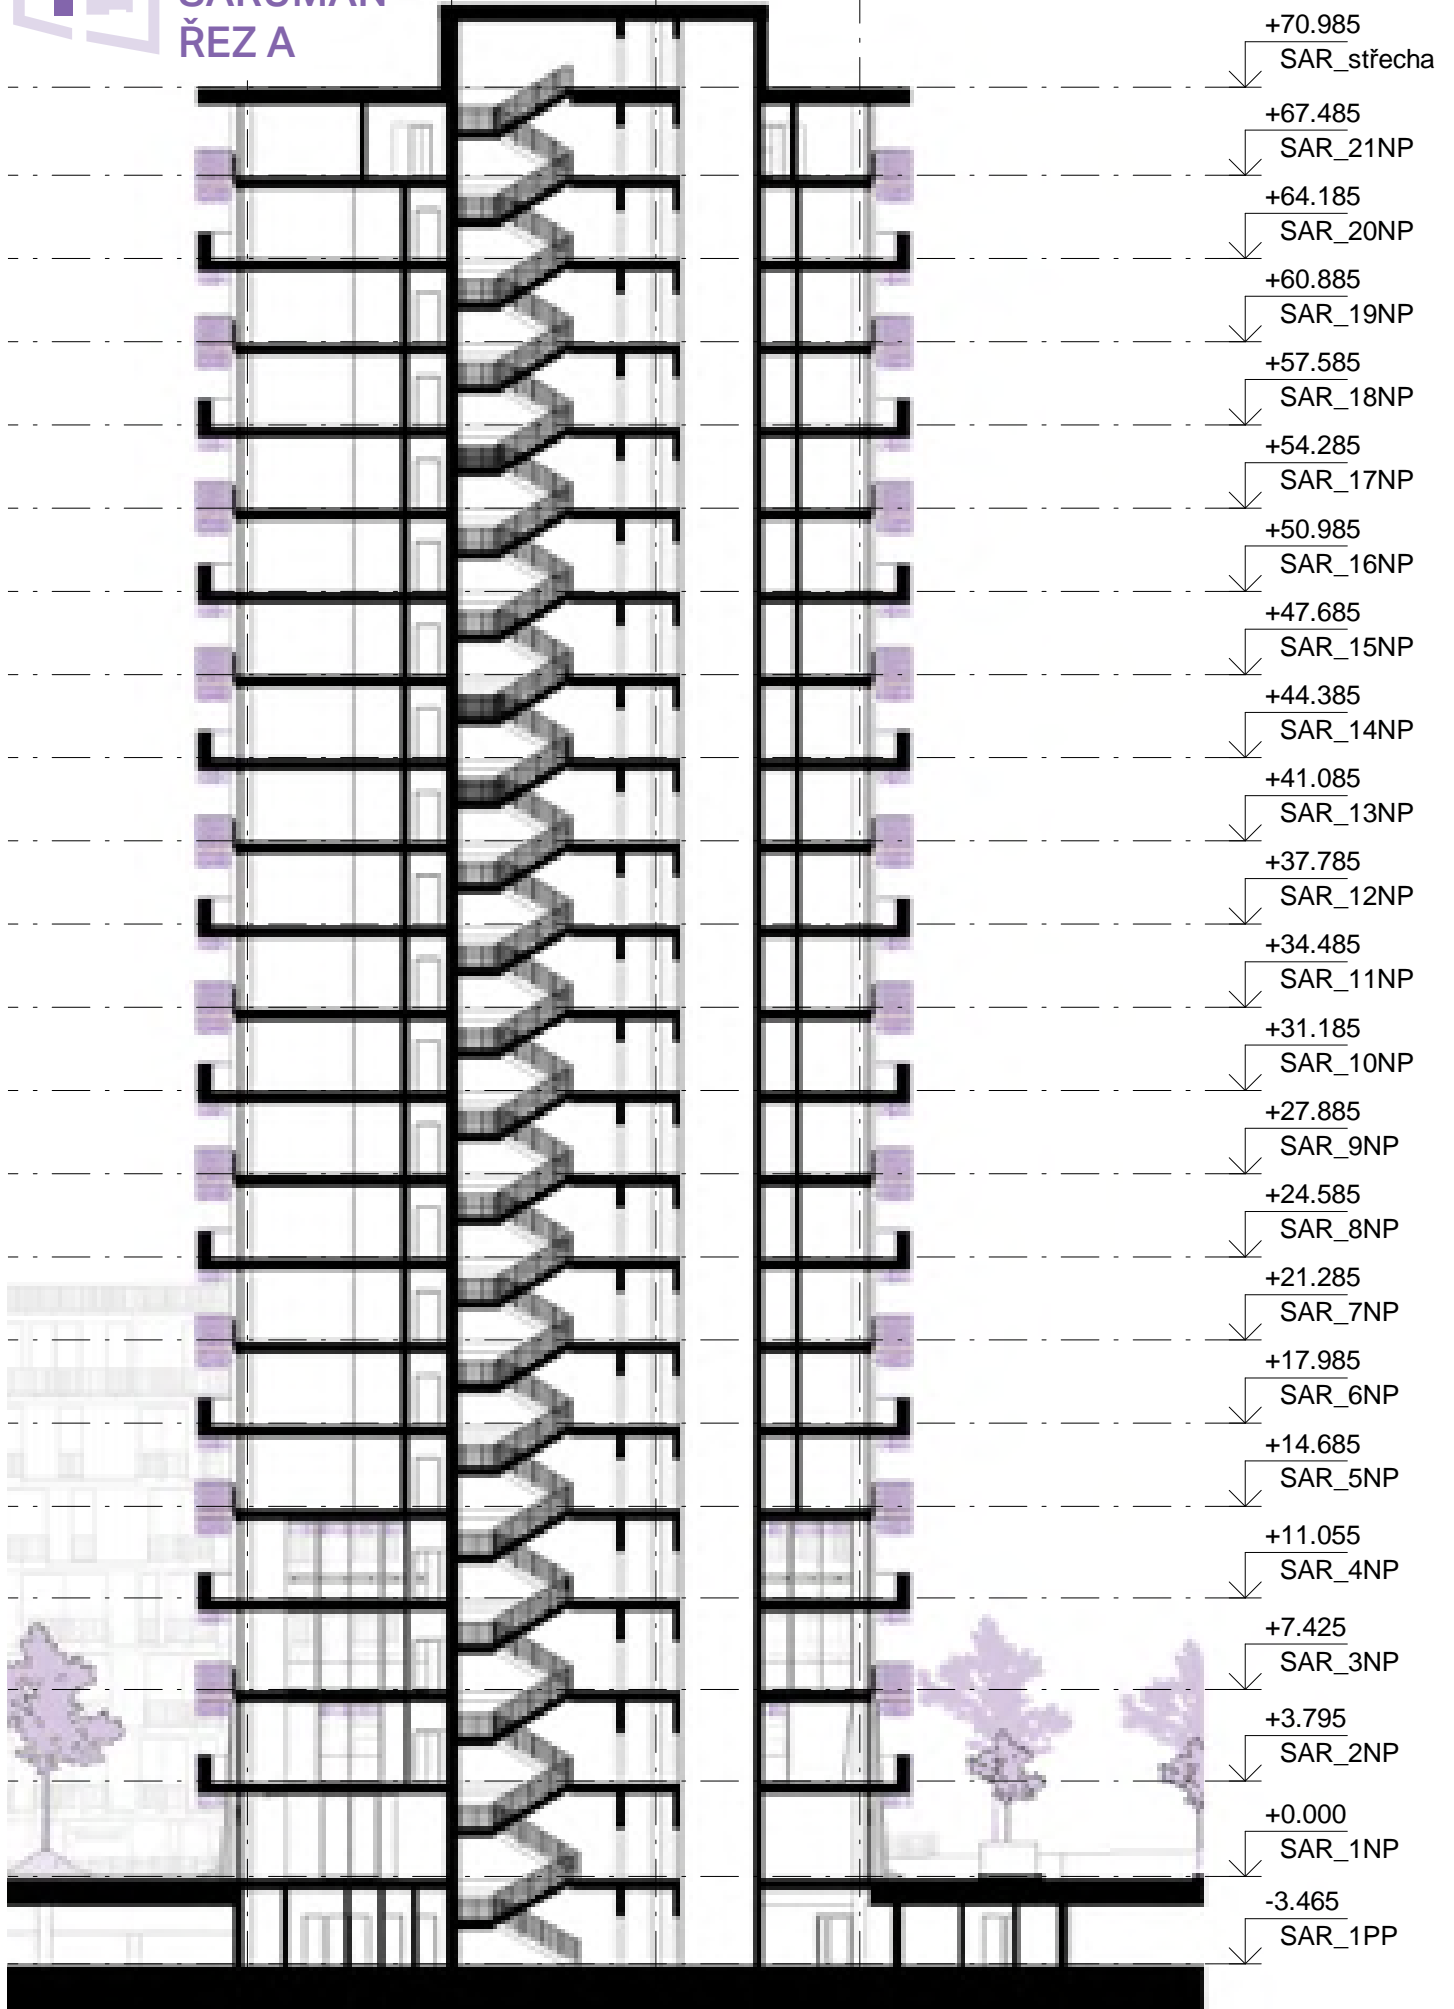 SARUMAN
ŘEZ A
+70.985
SAR_střecha
+67.485
SAR_21NP
+64.185
SAR_20NP
+60.885
SAR_19NP
+57.585
SAR_18NP
+54.285
SAR_17NP
+50.985
SAR_16NP
+47.685
SAR_15NP
+44.385
SAR_14NP
+41.085
SAR_13NP
+37.785
SAR_12NP
+34.485
SAR_11NP
+31.185
SAR_10NP
+27.885
SAR_9NP
+24.585
SAR_8NP
+21.285
SAR_7NP
+17.985
SAR_6NP
+14.685
SAR_5NP
+11.055
SAR_4NP
+7.425
SAR_3NP
+3.795
SAR_2NP
+0.000
SAR_1NP
-3.465
SAR_1PP